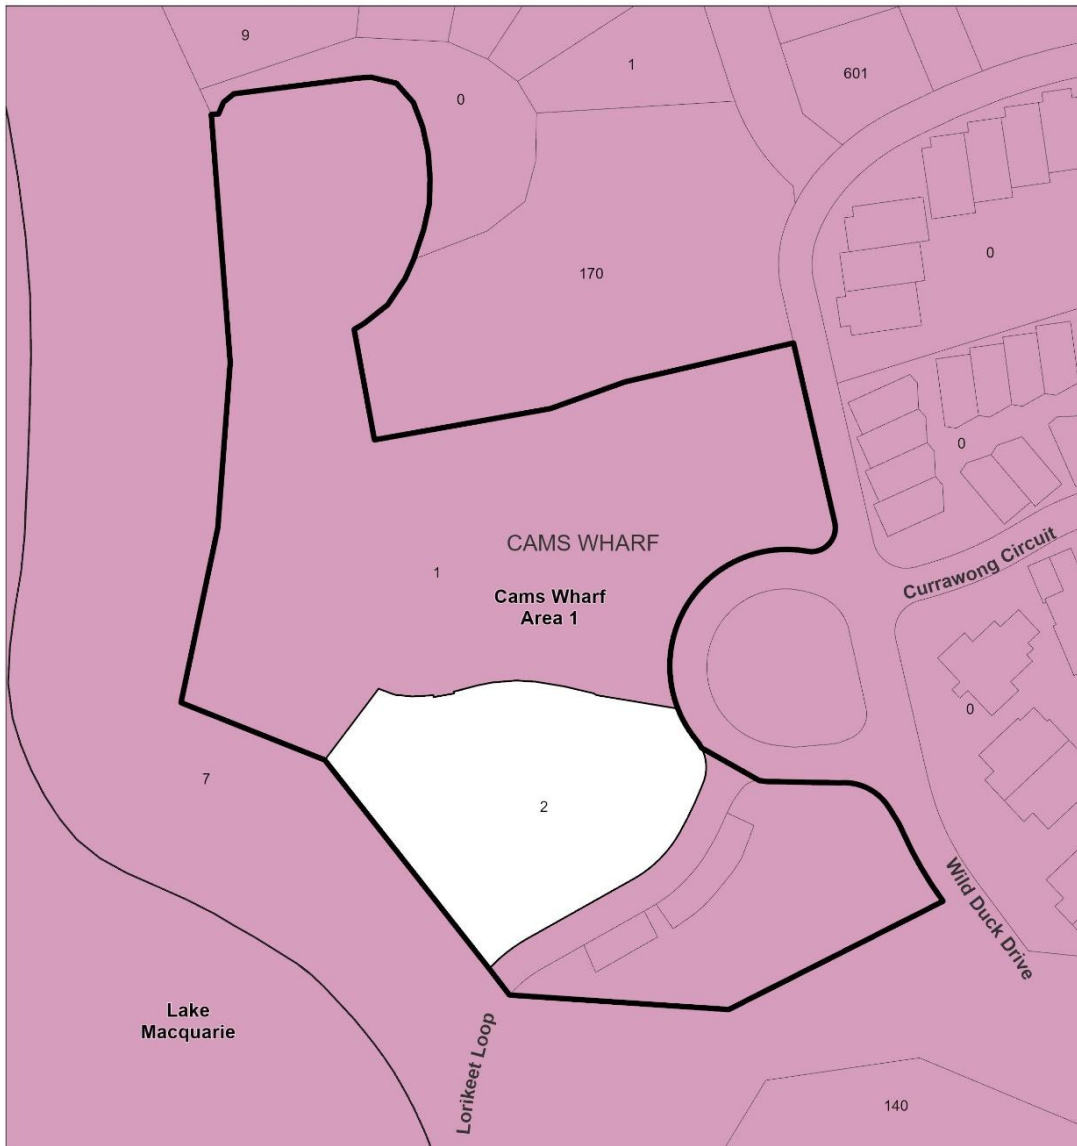 9
1
601
0
170
0
0
CAMS WHARF
1
Cams Wharf
Area 1
Currawong Circuit
0
7
2
Wild Duck Drive
Lake
Macquarie
Lorikeet Loop
140